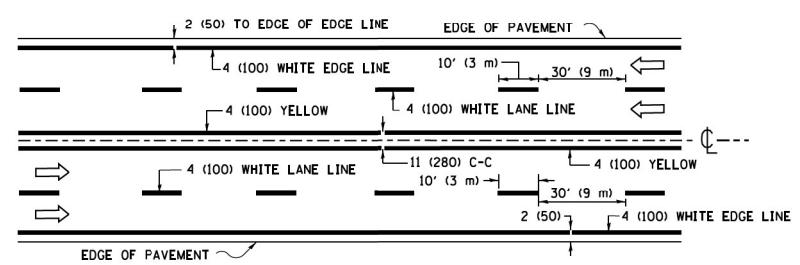 2 (50) TO EDGE OF EDGE LINE
EDGE OF PAVEMENT
4 (100) WHITE EDGE LINE
10' (3 m)
30' (9 m)
4 (100) YELLOW
4 (100) WHITE LANE LINE
℄
4 (100) WHITE LANE LINE
11 (280) C-C
4 (100) YELLOW
10' (3 m)
30' (9 m)
2 (50)
4 (100) WHITE EDGE LINE
EDGE OF PAVEMENT